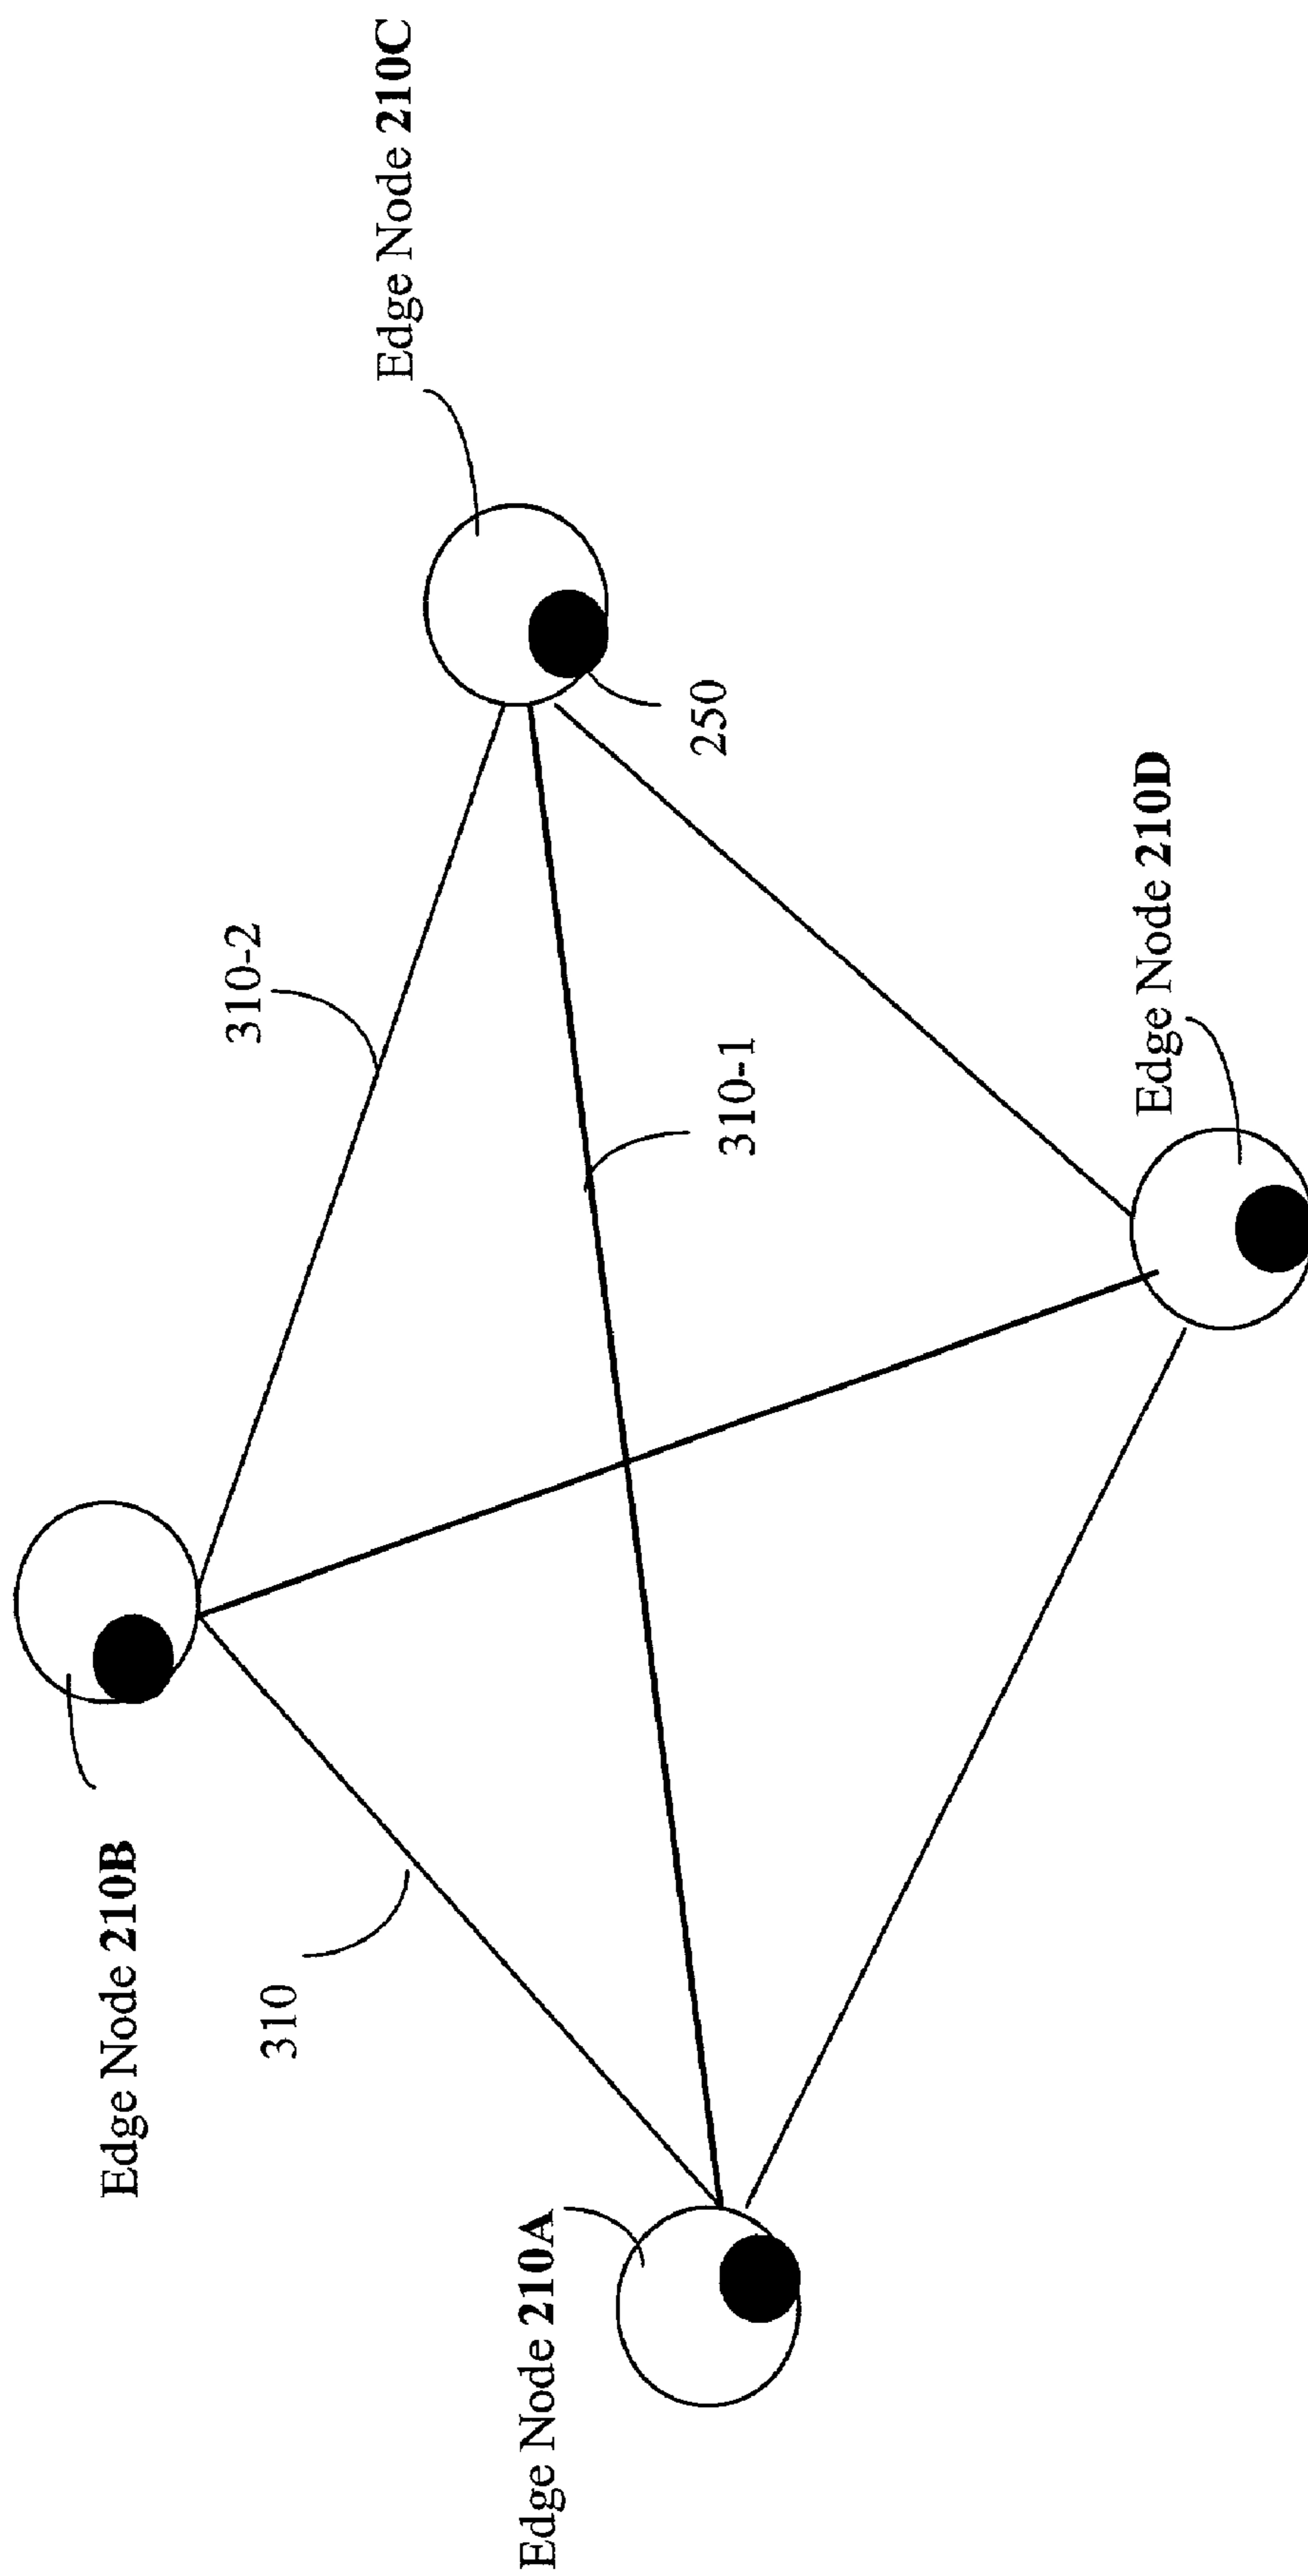 Edge Node 210B
310
Edge Node 210A
310-2
310-1
Edge Node 210C
250
Edge Node 210D